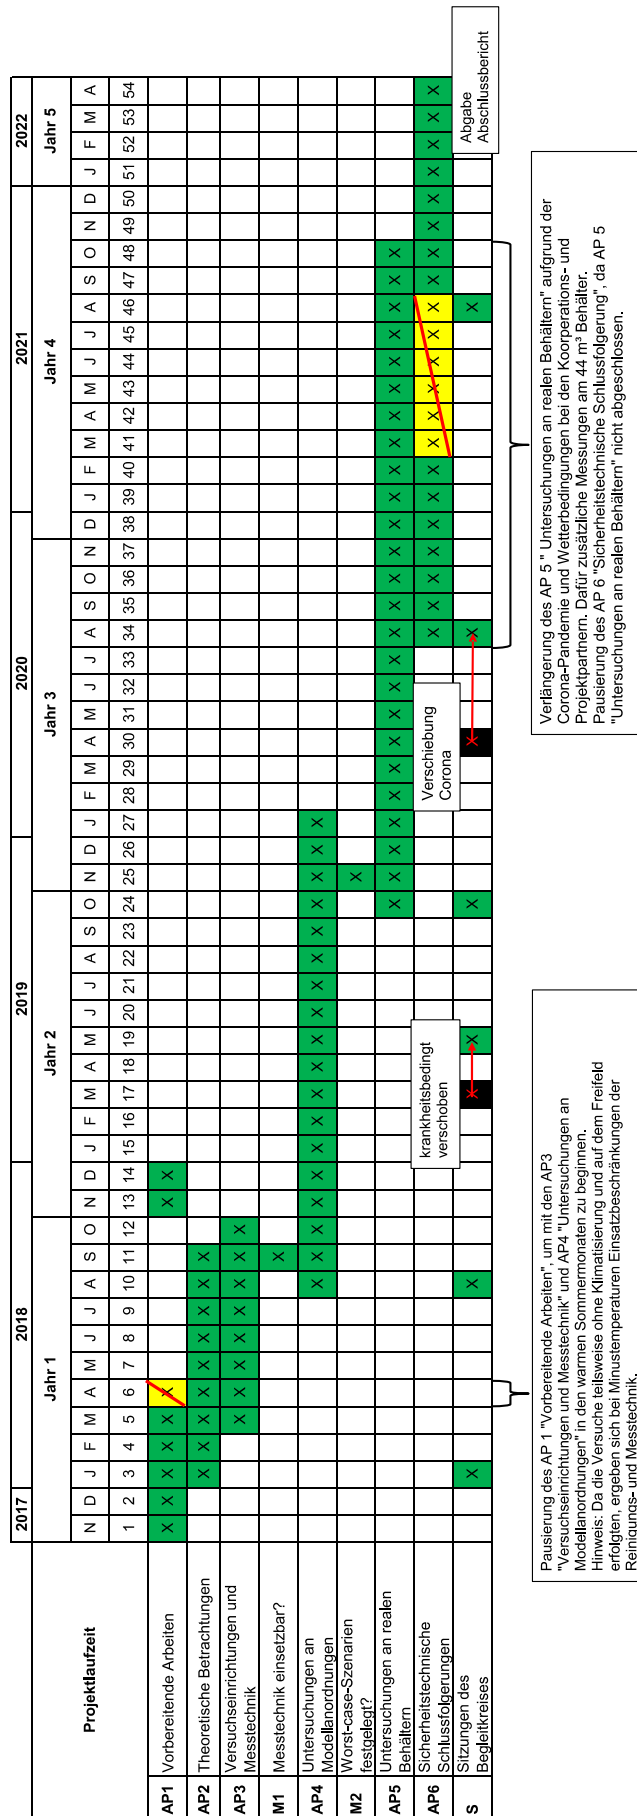 2017 2018 2019 2020 2021 2022
Projektlaufzeit
Jahr 1 Jahr 2 Jahr 3 Jahr 4 Jahr 5
N D J F M A M J J A S O N D J F M A M J J A S O N D J F M A M J J A S O N D J F M A M J J A S O N D J F M A
1 2 3 4 5 6 7 8 9 10 11 12 13 14 15 16 17 18 19 20 21 22 23 24 25 26 27 28 29 30 31 32 33 34 35 36 37 38 39 40 41 42 43 44 45 46 47 48 49 50 51 52 53 54
AP1 Vorbereitende Arbeiten X X X X X X X X
AP2 Theoretische Betrachtungen X X X X X X X X X
AP3 Versuchseinrichtungen und
Messtechnik X X X X X X X X
M1 Messtechnik einsetzbar? X
AP4 Untersuchungen an
Modellanordnungen X X X X X X X X X X X X X X X X X X
M2 Worst-case-Szenarien
festgelegt? X
AP5 Untersuchungen an realen
Behältern X X X X X X X X X X X X X X X X X X X X X X X X X
AP6 Sicherheitstechnische
Schlussfolgerungen X X X X X X X X X X X X X X X X X X X X X
S Sitzungen des
Begleitkreises X X X X X X X X
krankheitsbedingt
verschoben
Verschiebung
Corona
Abgabe
Abschlussbericht
Pausierung des AP 1 "Vorbereitende Arbeiten", um mit den AP3
"Versuchseinrichtungen und Messtechnik" und AP4 "Untersuchungen an
Modellanordnungen" in den warmen Sommermonaten zu beginnen.
Hinweis: Da die Versuche teilsweise ohne Klimatisierung und auf dem Freifeld
erfolgten, ergeben sich bei Minustemperaturen Einsatzbeschränkungen der
Reinigungs- und Messtechnik.
Verlängerung des AP 5 " Untersuchungen an realen Behältern" aufgrund der
Corona-Pandemie und Wetterbedingungen bei den Koorperations- und
Projektpartnern. Dafür zusätzliche Messungen am 44 m³ Behälter.
Pausierung des AP 6 "Sicherheitstechnische Schlussfolgerung", da AP 5
"Untersuchungen an realen Behältern" nicht abgeschlossen.